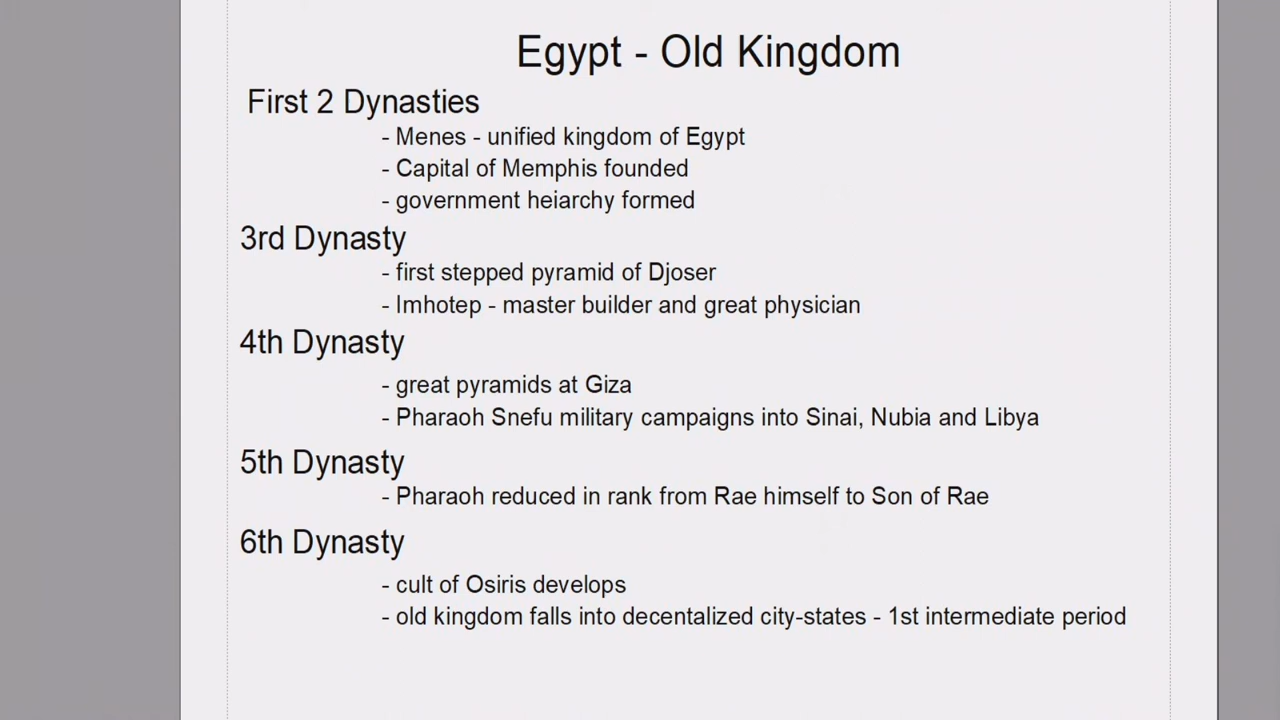 Egypt - Old Kingdom
First 2 Dynasties
- Menes - unified kingdom of Egypt
- Capital of Memphis founded
- government heiarchy formed
3rd Dynasty
- first stepped pyramid of Djoser
- Imhotep - master builder and great physician
4th Dynasty
- great pyramids at Giza
- Pharaoh Snefu military campaigns into Sinai, Nubia and Libya
5th Dynasty
- Pharaoh reduced in rank from Rae himself to Son of Rae
6th Dynasty
- cult of Osiris develops
- old kingdom falls into decentalized city-states - 1st intermediate period